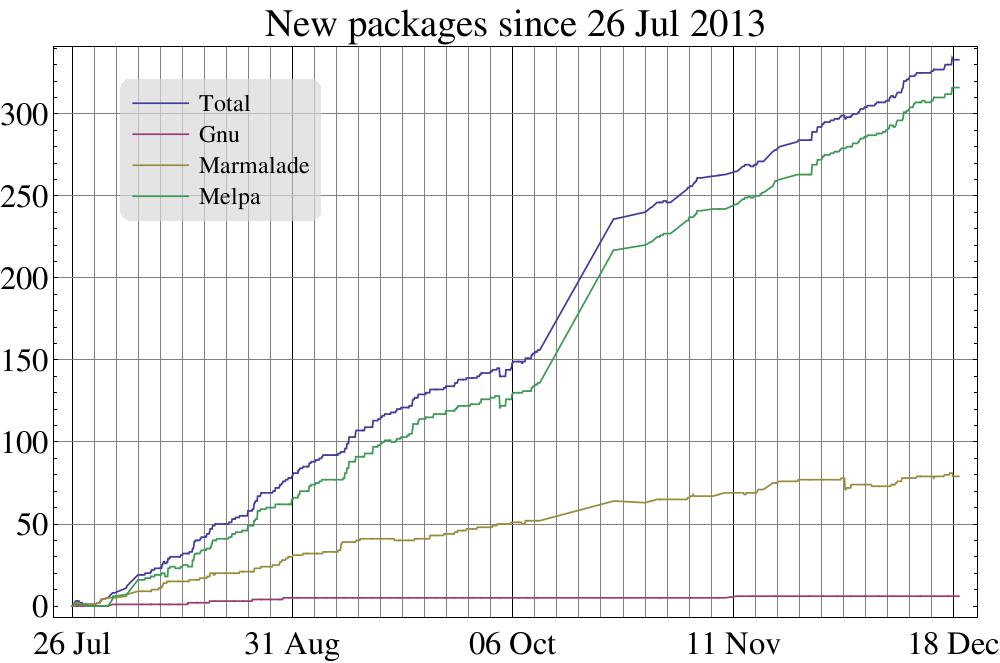 New packages since 26 Jul 2013
Total
Gnu
Marmalade
Melpa
300
250
200
150
100
50
0
26 Jul 31 Aug 06 Oct 11 Nov 18 Dec